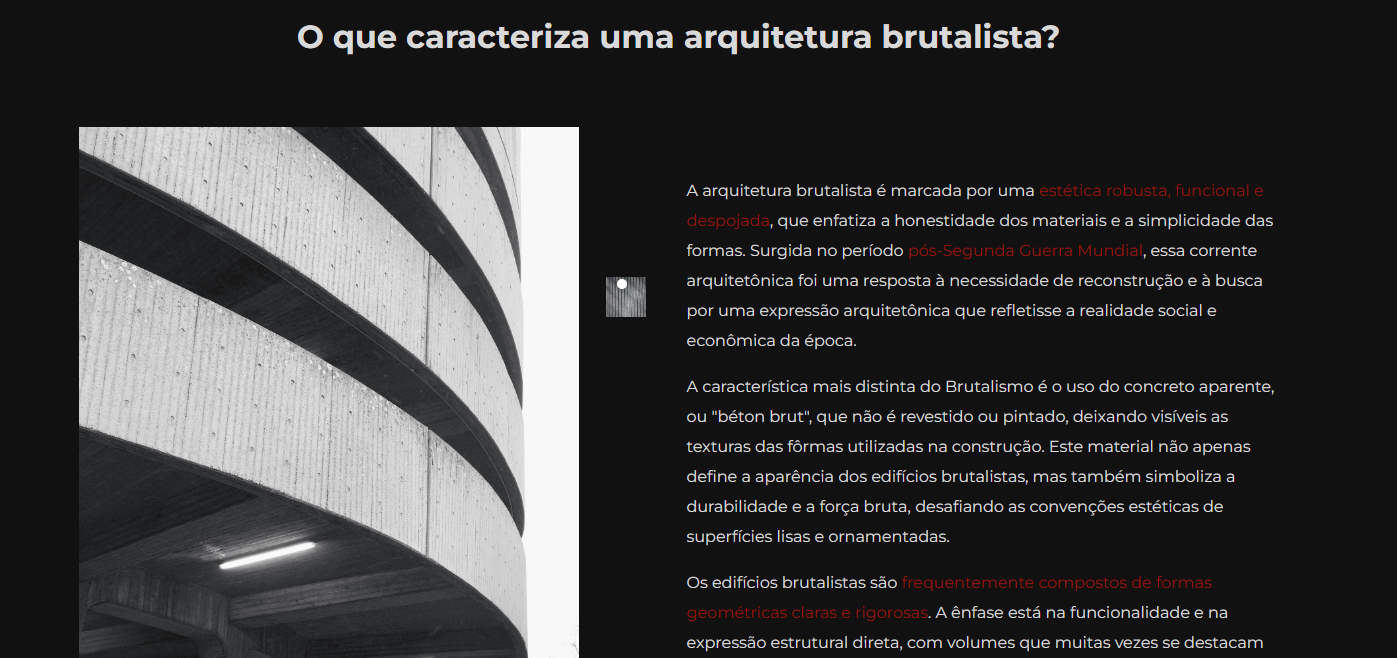 O que caracteriza uma arquitetura brutalista?
A arquitetura brutalista é marcada por uma estética robusta, funcional e
despojada, que enfatiza a honestidade dos materiais e a simplicidade das
formas. Surgida no período pós-Segunda Guerra Mundial, essa corrente
arquitetônica foi uma resposta à necessidade de reconstrução e à busca
por uma expressão arquitetônica que refletisse a realidade social e
econômica da época.
A característica mais distinta do Brutalismo é o uso do concreto aparente,
ou "béton brut", que não é revestido ou pintado, deixando visíveis as
texturas das fôrmas utilizadas na construção. Este material não apenas
define a aparência dos edifícios brutalistas, mas também simboliza a
durabilidade e a força bruta, desafiando as convenções estéticas de
superfícies lisas e ornamentadas.
Os edifícios brutalistas são frequentemente compostos de formas
geométricas claras e rigorosas. A ênfase está na funcionalidade e na
expressão estrutural direta, com volumes que muitas vezes se destacam